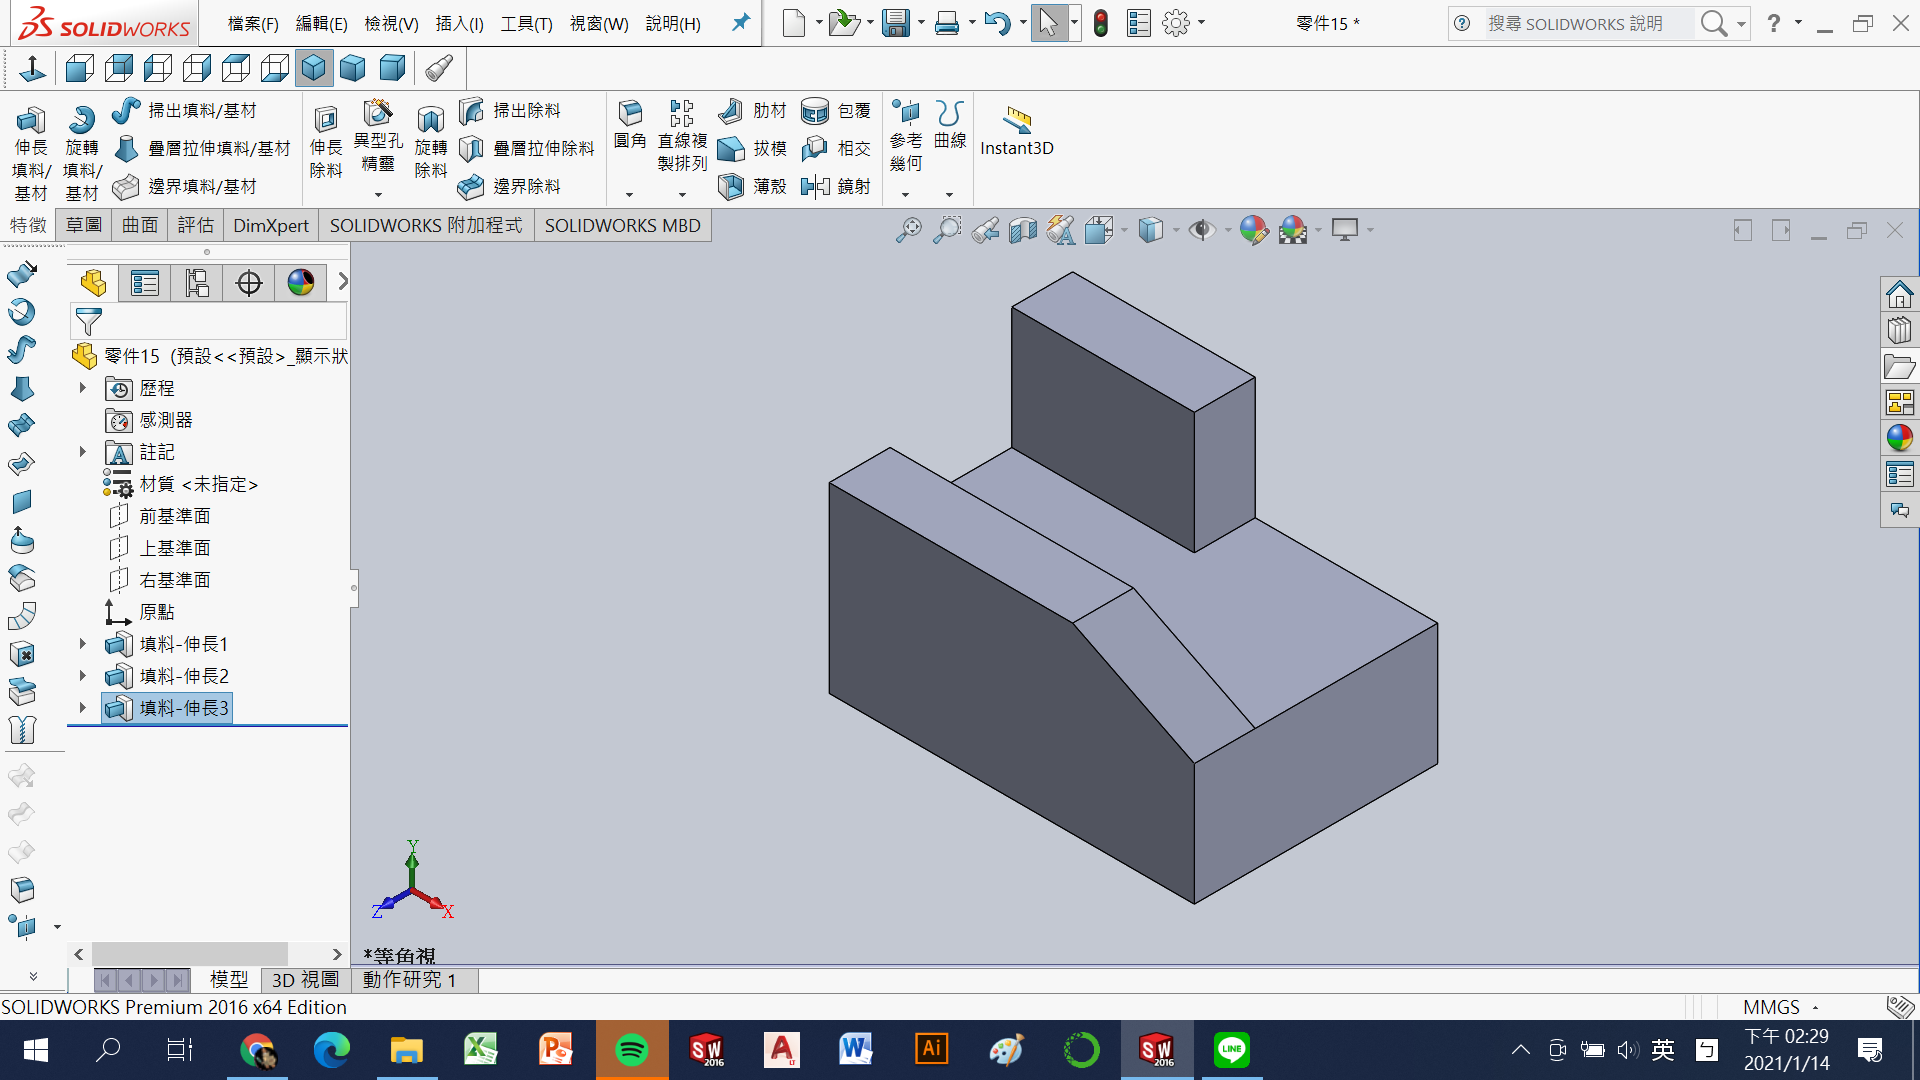 SOLIDWORKS 檔案(F) 編輯(E) 檢視(V) 插入(I) 工具(T) 視窗(W) 說明(H) 零件15 * 搜尋 SOLIDWORKS 說明
伸長填料/基材
旋轉填料/基材
掃出填料/基材
疊層拉伸填料/基材
邊界填料/基材
伸長除料
異型孔精靈
旋轉除料
掃出除料
疊層拉伸除料
邊界除料
圓角
直線複製排列
肋材
拔模
薄殼
包覆
相交
鏡射
參考幾何
曲線
Instant3D
特徵 草圖 曲面 評估 DimXpert SOLIDWORKS 附加程式 SOLIDWORKS MBD
零件15 (預設<<預設>_顯示狀
歷程
感測器
註記
材質 <未指定>
前基準面
上基準面
右基準面
原點
填料-伸長1
填料-伸長2
填料-伸長3
Y
Z
X
*等角視
模型 3D 視圖 動作研究 1
SOLIDWORKS Premium 2016 x64 Edition MMGS
SW 2016
A LT
Ai
SW 2016
LINE
英
ㄅ
下午 02:29
2021/1/14